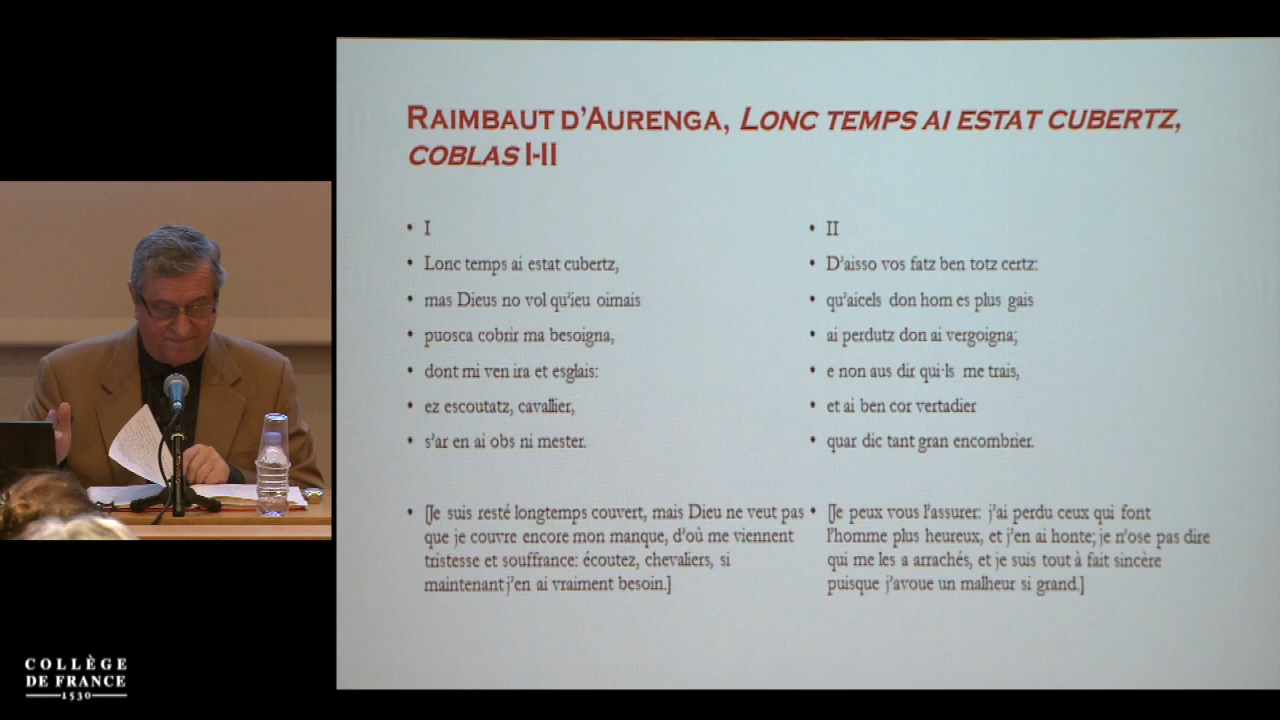 RAIMBAUT D'AURENGA, LONC TEMPS AI ESTAT CUBERTZ,
COBLAS I-II
• I
• Lonc temps ai estat cubertz,
• mas Dieus no vol qu'ieu oimais
• puosca cobrir ma besoigna,
• dont mi ven ira et esglais:
• ez escoutatz, cavallier,
• s'ar en ai obs ni mester.
• [Je suis resté longtemps couvert, mais Dieu ne veut pas
que je couvre encore mon manque, d'où me viennent
tristesse et souffrance: écoutez, chevaliers, si
maintenant j'en ai vraiment besoin.]
• II
• D'aisso vos fatz ben totz certz:
• qu'aicels don hom es plus gais
• ai perdutz don ai vergoigna;
• e non aus dir qui·ls me trais,
• et ai ben cor vertadier
• quar dic tant gran encombrier.
• [Je peux vous l'assurer: j'ai perdu ceux qui font
l'homme plus heureux, et j'en ai honte; je n'ose pas dire
qui me les a arrachés, et je suis tout à fait sincère
puisque j'avoue un malheur si grand.]
COLLÈGE
DE FRANCE
1530